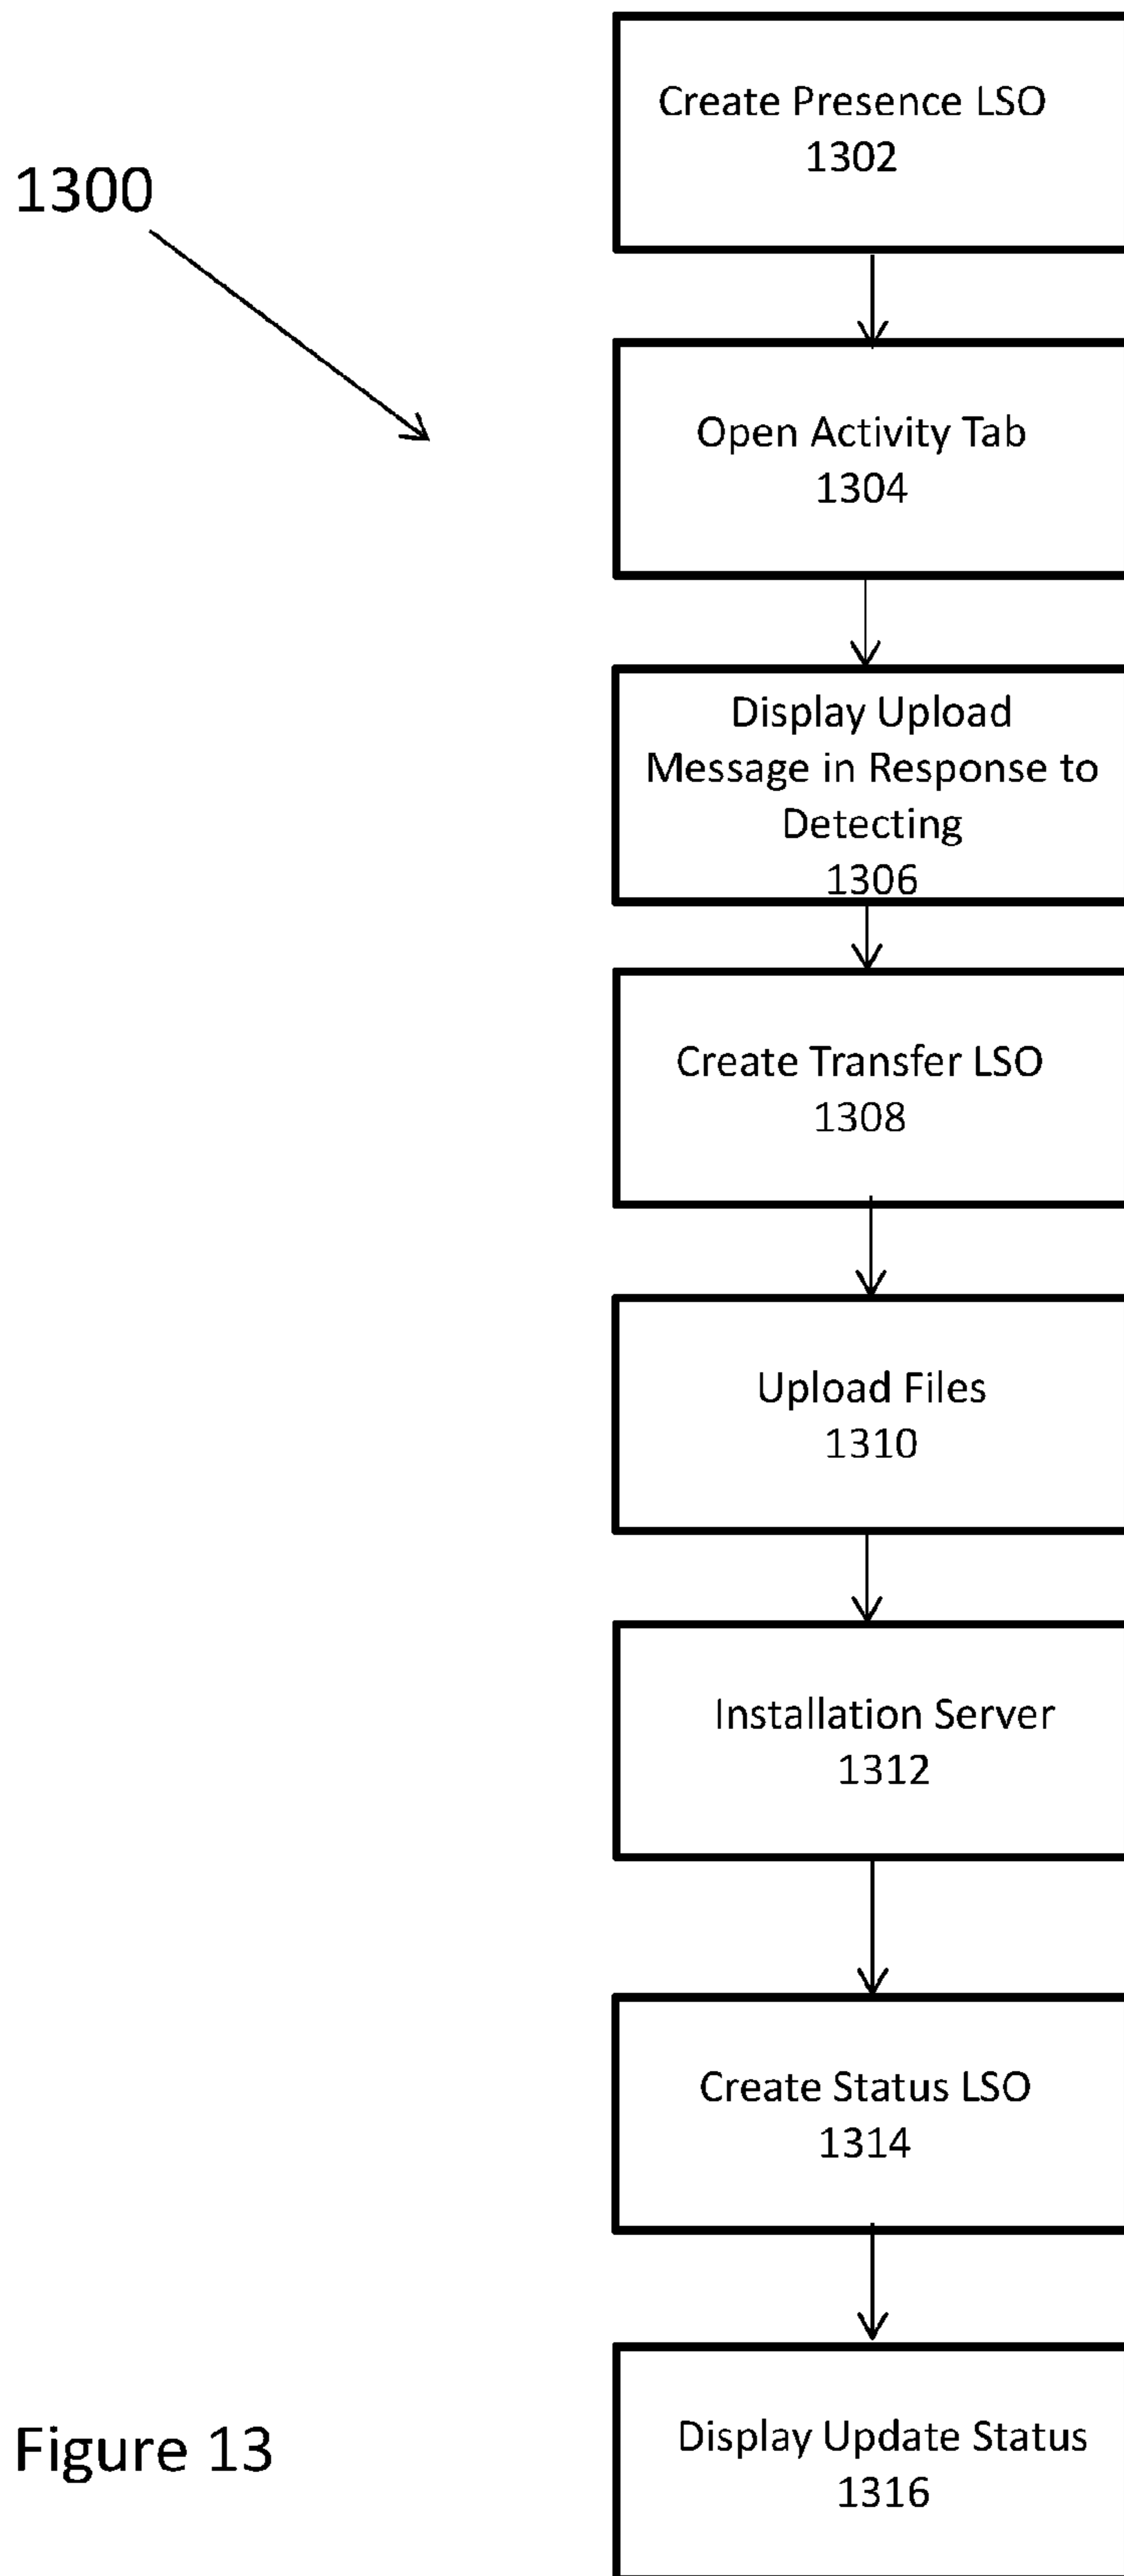 Create Presence LSO
1302
1300
Open Activity Tab
1304
Display Upload
Message in Response to
Detecting
1306
Create Transfer LSO
1308
Upload Files
1310
Installation Server
1312
Create Status LSO
1314
Display Update Status
1316
Figure 13